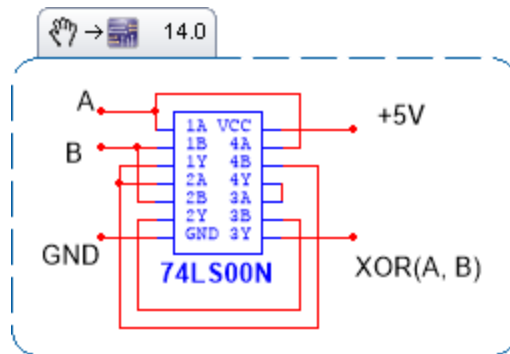 14.0
A
1A VCC
+5V
1B 4A
B
1Y 4B
2A 4Y
2B 3A
2Y 3B
GND
GND 3Y
74LS00N
XOR(A, B)